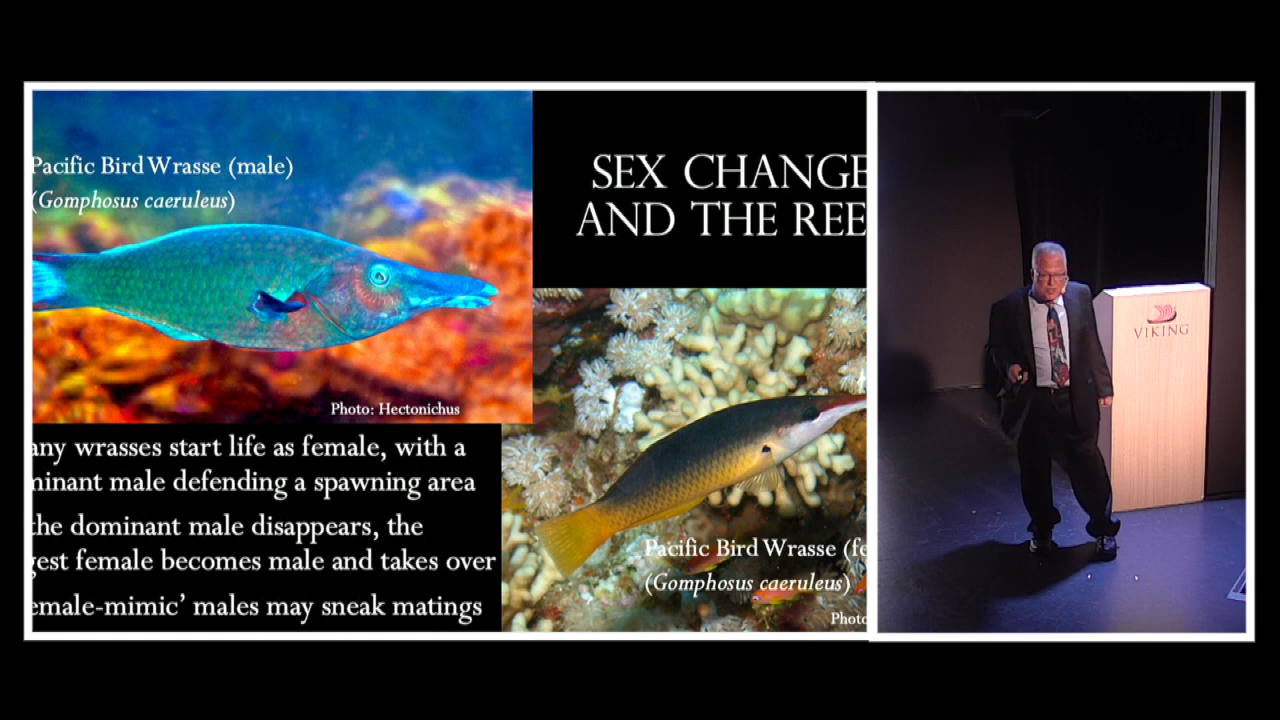 Pacific Bird Wrasse (male)
(Gomphosus caeruleus)
Photo: Hectonichus
SEX CHANGE
AND THE REE
any wrasses start life as female, with a
minant male defending a spawning area
the dominant male disappears, the
gest female becomes male and takes over
emale-mimic’ males may sneak matings
Pacific Bird Wrasse (fe
(Gomphosus caeruleus)
Photo
VIKING